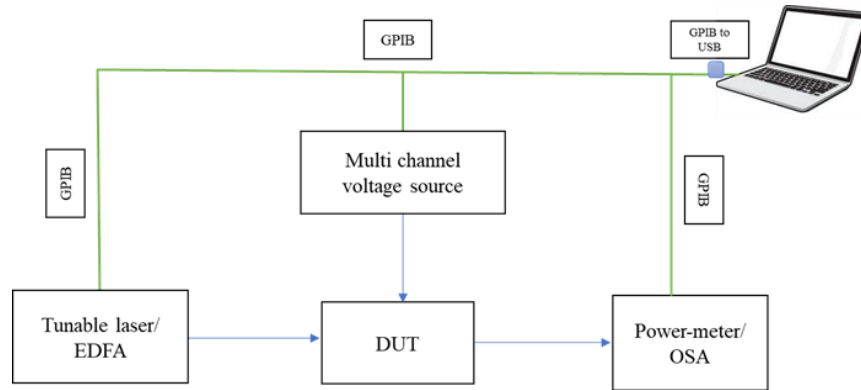 GPIB
GPIB to
USB
Multi channel
voltage source
GPIB
GPIB
Tunable laser/
EDFA
DUT
Power-meter/
OSA